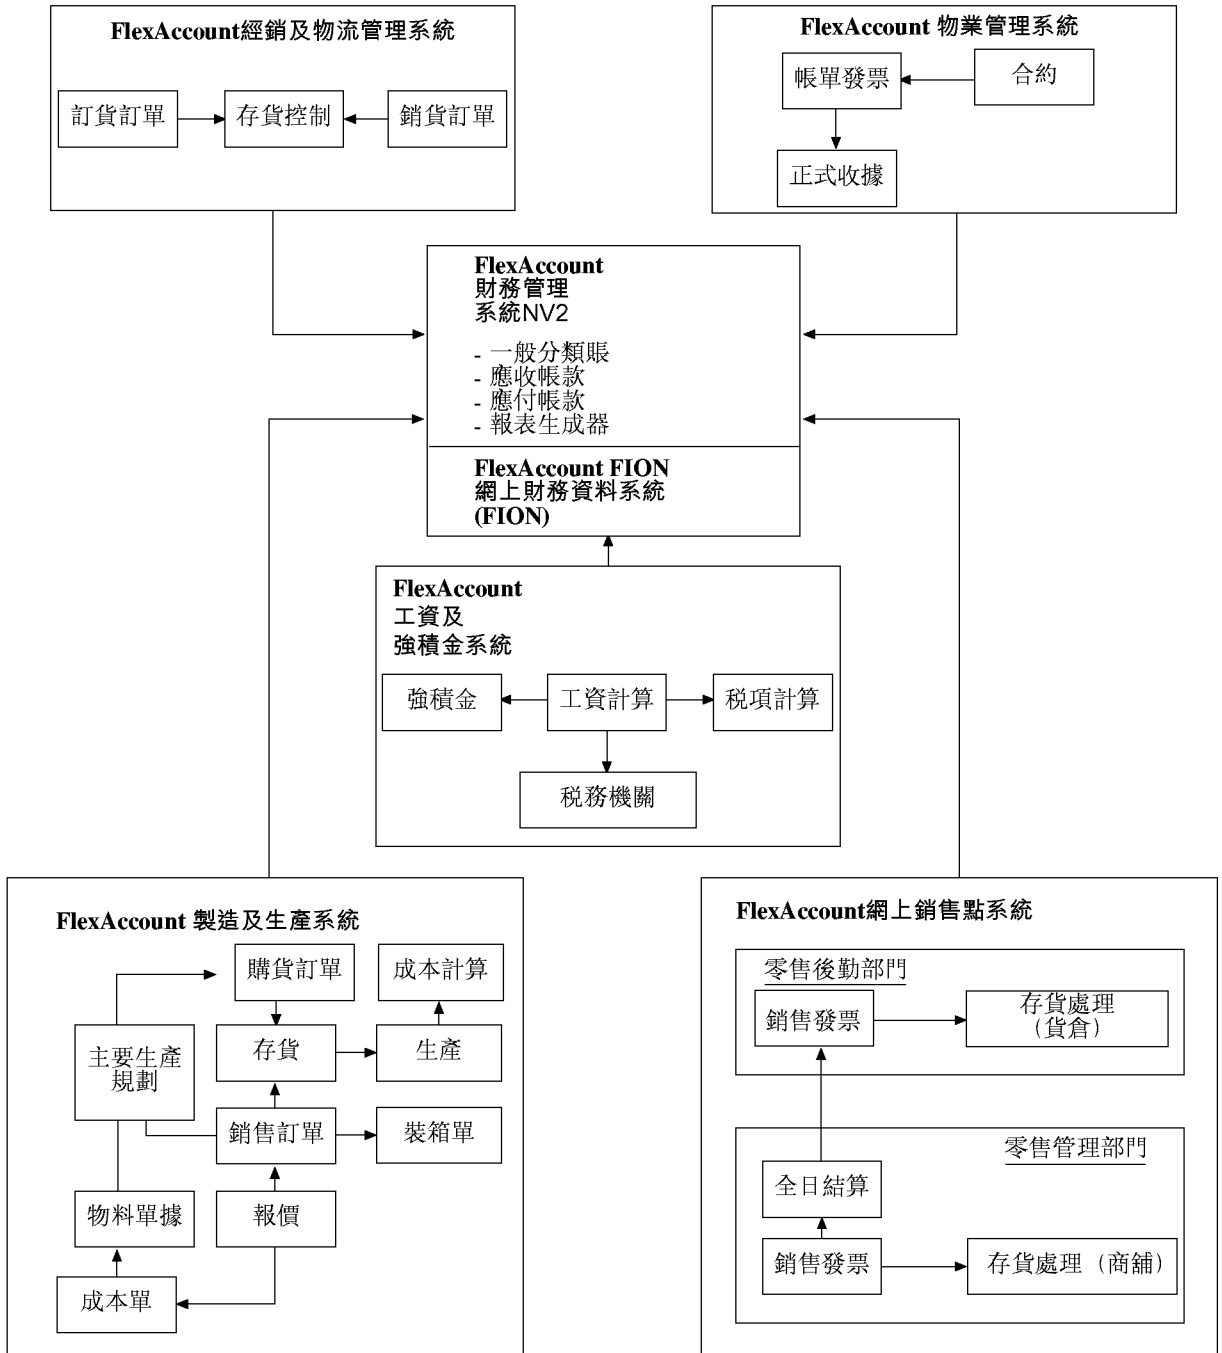 FlexAccount經銷及物流管理系統
訂貨訂單
存貨控制
銷貨訂單
FlexAccount 物業管理系統
帳單發票
合約
正式收據
FlexAccount
財務管理
系統NV2
- 一般分類賬
- 應收帳款
- 應付帳款
- 報表生成器
FlexAccount FION
網上財務資料系統
(FION)
FlexAccount
工資及
強積金系統
強積金
工資計算
税項計算
税務機關
FlexAccount 製造及生產系統
購貨訂單
成本計算
主要生產
規劃
存貨
生產
銷售訂單
裝箱單
物料單據
報價
成本單
FlexAccount網上銷售點系統
零售後勤部門
銷售發票
存貨處理
（貨倉）
零售管理部門
全日結算
銷售發票
存貨處理（商舖）